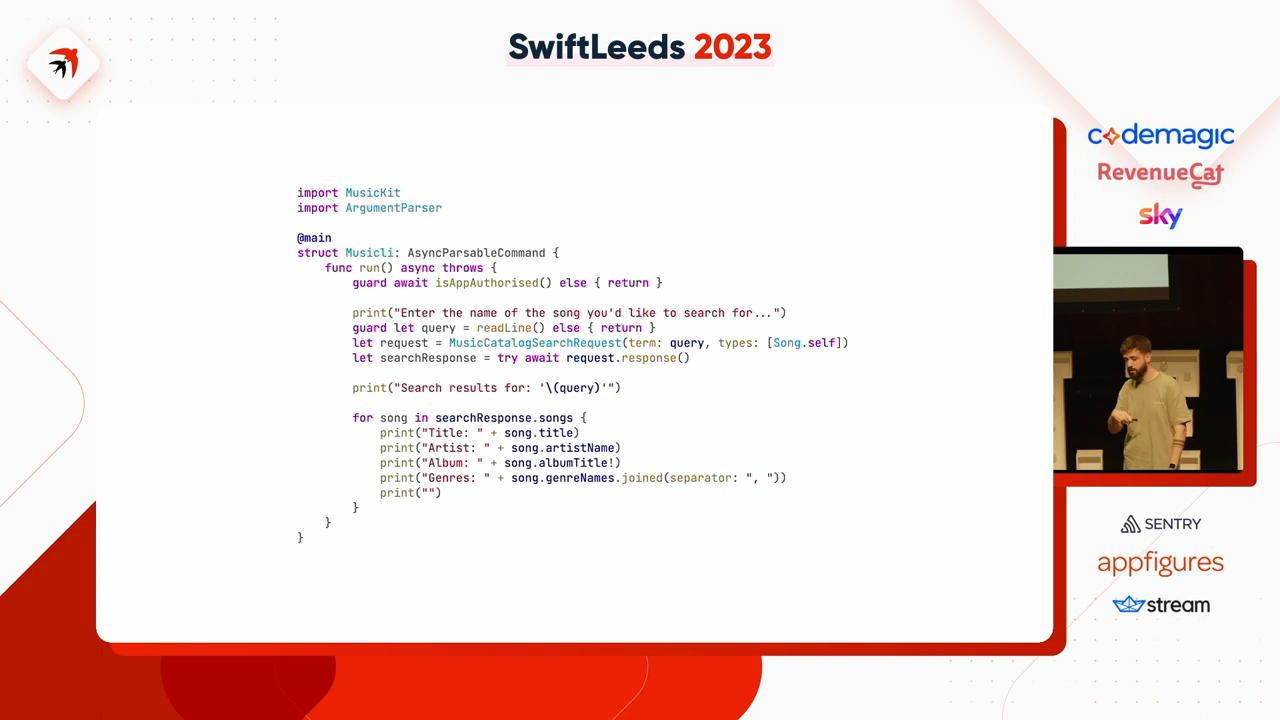 SwiftLeeds 2023
import MusicKit
import ArgumentParser
@main
struct Musicli: AsyncParsableCommand {
    func run() async throws {
        guard await isAppAuthorised() else { return }
        print("Enter the name of the song you'd like to search for...")
        guard let query = readLine() else { return }
        let request = MusicCatalogSearchRequest(term: query, types: [Song.self])
        let searchResponse = try await request.response()
        print("Search results for: '\(query)'")
        for song in searchResponse.songs {
            print("Title: " + song.title)
            print("Artist: " + song.artistName)
            print("Album: " + song.albumTitle!)
            print("Genres: " + song.genreNames.joined(separator: ", "))
            print("")
        }
    }
}
codemagic
RevenueCat
sky
SENTRY
appfigures
stream